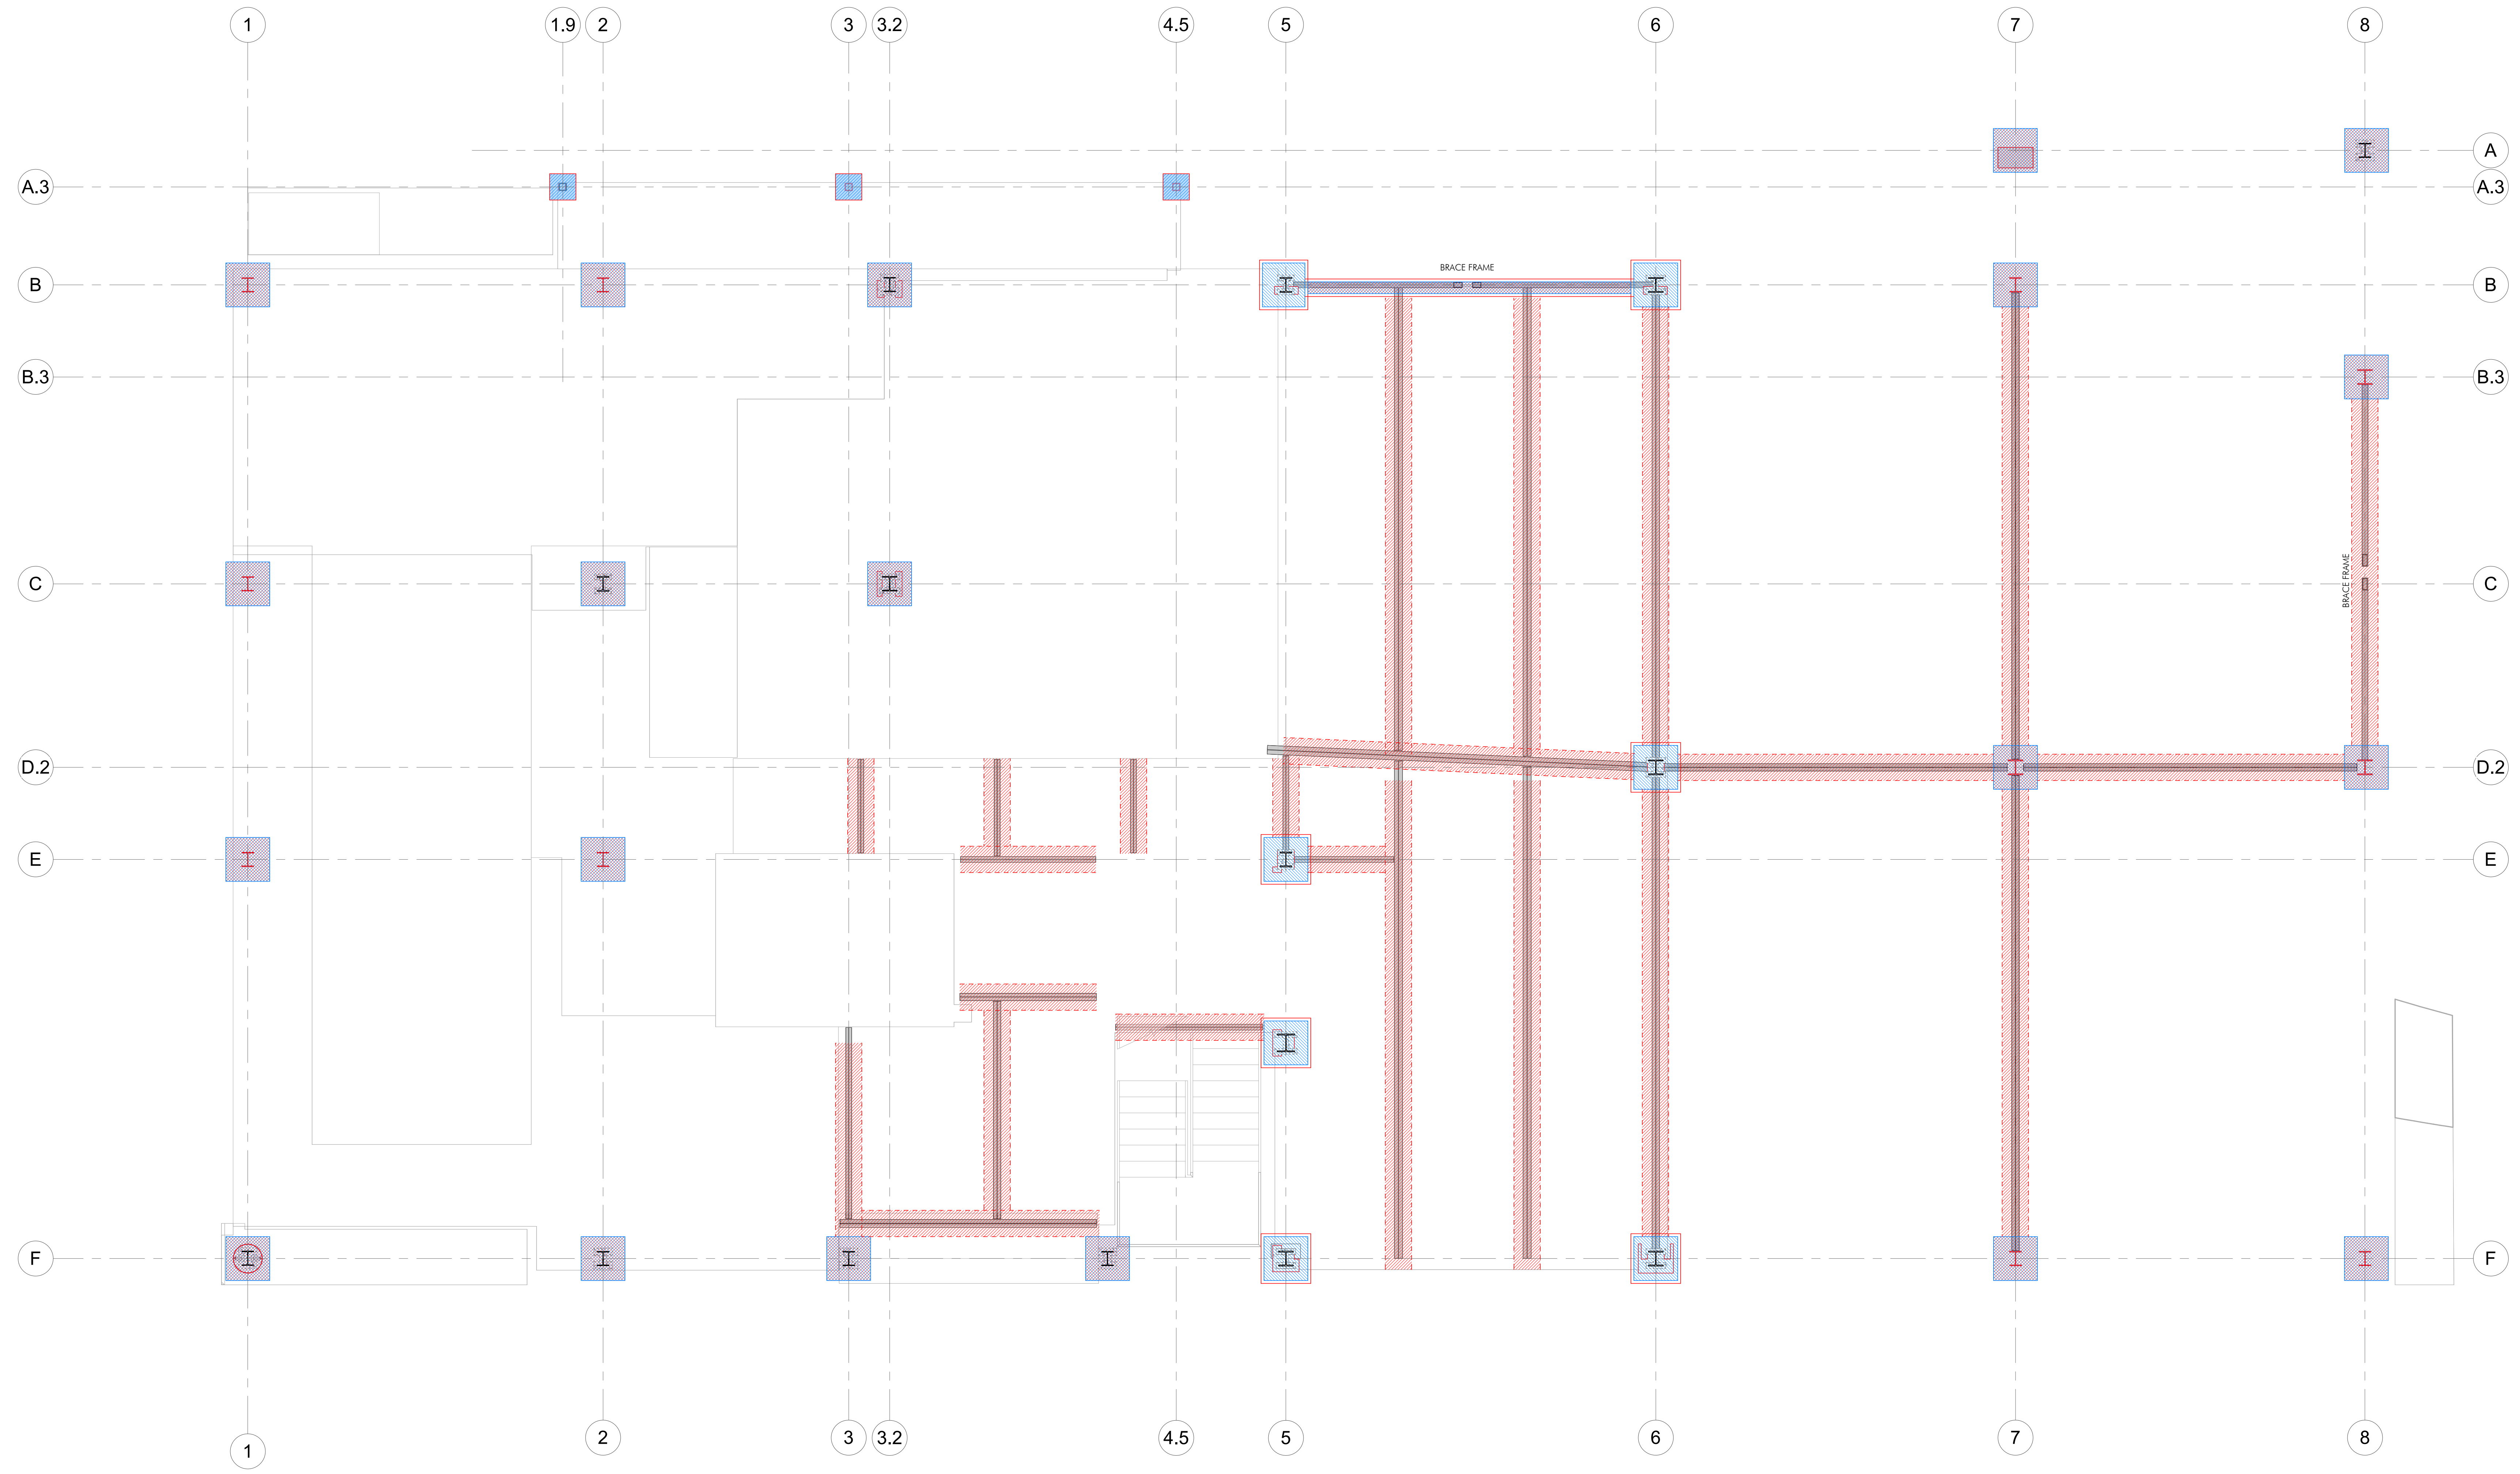 1 1.9 2 3 3.2 4.5 5 6 7 8
A
A.3 A.3
B BRACE FRAME B
B.3 B.3
C BRACE FRAME C
D.2 D.2
E E
F F
1 2 3 3.2 4.5 5 6 7 8